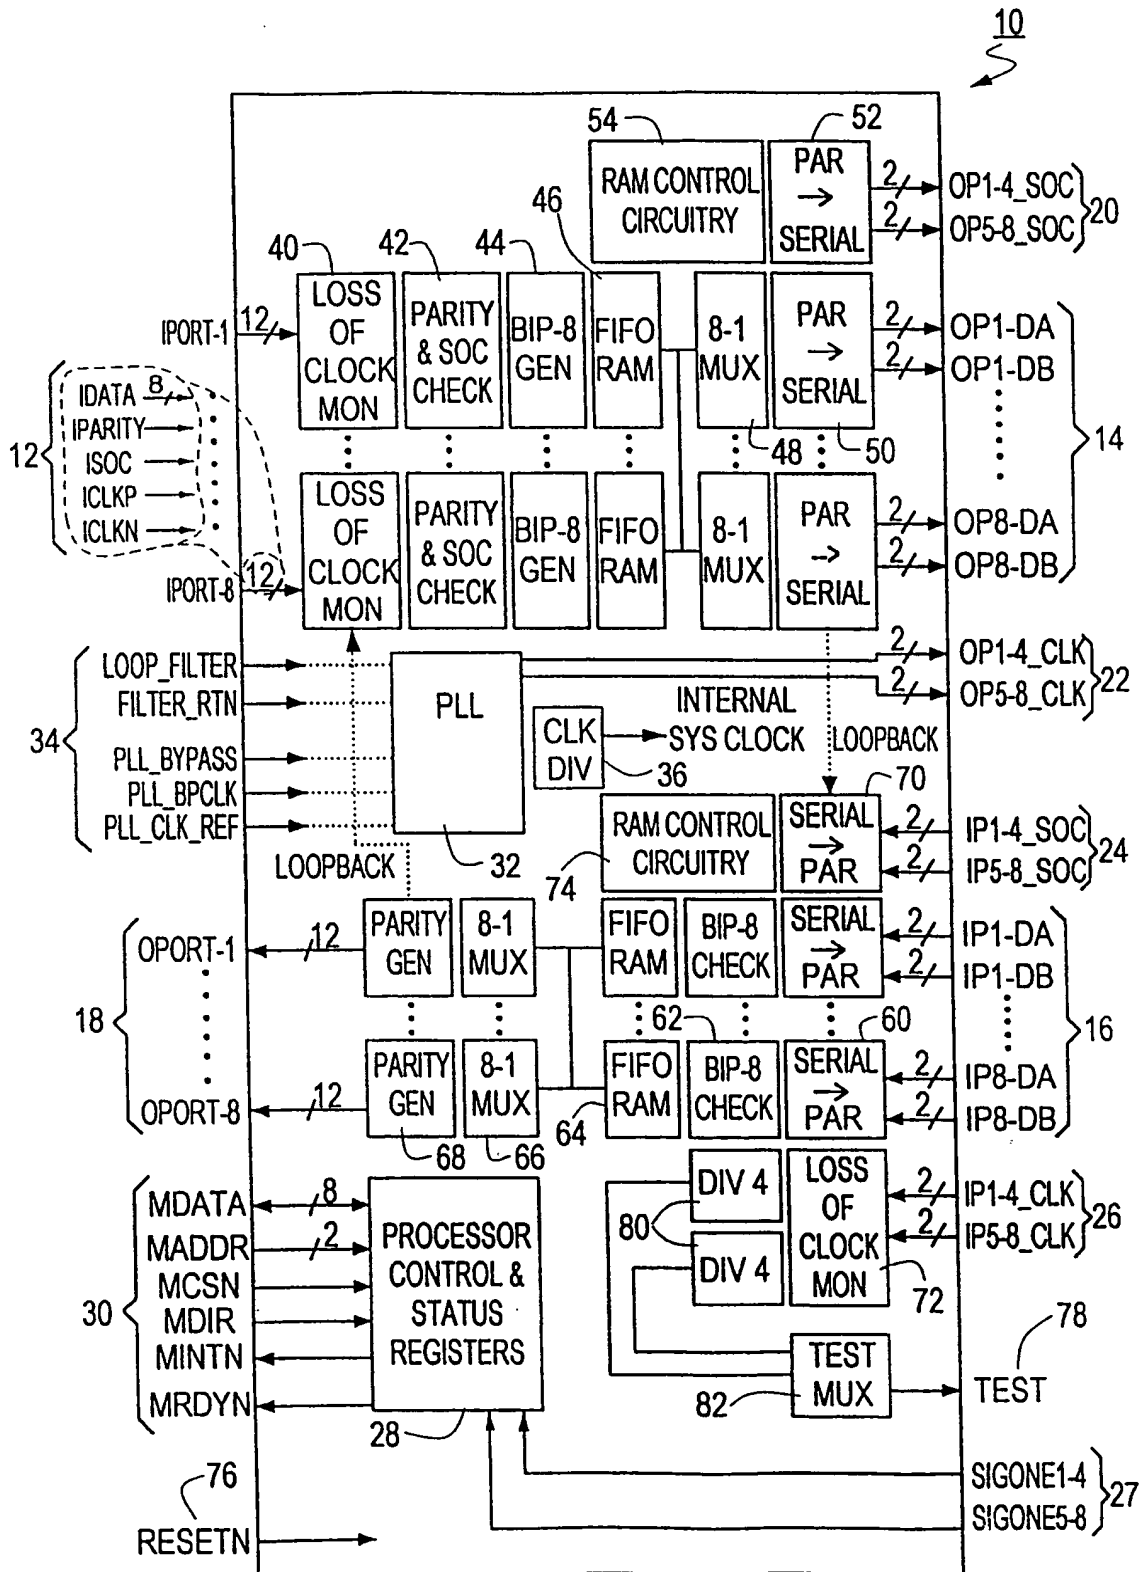 10
54
52
RAM CONTROL
CIRCUITRY
PAR
→
SERIAL
2
OP1-4_SOC
2
OP5-8_SOC
20
40
42
44
46
IPORT-1
12
LOSS
OF
CLOCK
MON
PARITY
& SOC
CHECK
BIP-8
GEN
FIFO
RAM
8-1
MUX
48
PAR
→
SERIAL
50
2
OP1-DA
2
OP1-DB
14
12
IDATA
8
IPARITY
ISOC
ICLKP
ICLKN
IPORT-8
12
LOSS
OF
CLOCK
MON
PARITY
& SOC
CHECK
BIP-8
GEN
FIFO
RAM
8-1
MUX
PAR
→
SERIAL
2
OP8-DA
2
OP8-DB
34
LOOP_FILTER
FILTER_RTN
PLL_BYPASS
PLL_BPCLK
PLL_CLK_REF
PLL
32
2
OP1-4_CLK
2
OP5-8_CLK
22
CLK
DIV
36
INTERNAL
SYS CLOCK
LOOPBACK
LOOPBACK
70
RAM CONTROL
CIRCUITRY
74
SERIAL
→
PAR
2
IP1-4_SOC
2
IP5-8_SOC
24
18
OPORT-1
12
PARITY
GEN
8-1
MUX
FIFO
RAM
BIP-8
CHECK
SERIAL
→
PAR
2
IP1-DA
2
IP1-DB
16
62
60
OPORT-8
12
PARITY
GEN
68
8-1
MUX
66
FIFO
RAM
64
BIP-8
CHECK
SERIAL
→
PAR
2
IP8-DA
2
IP8-DB
30
MDATA
8
MADDR
2
MCSN
MDIR
MINTN
MRDYN
PROCESSOR
CONTROL &
STATUS
REGISTERS
28
DIV 4
80
DIV 4
LOSS
OF
CLOCK
MON
72
2
IP1-4_CLK
2
IP5-8_CLK
26
TEST
MUX
82
78
TEST
76
RESETN
SIGONE1-4
SIGONE5-8
27